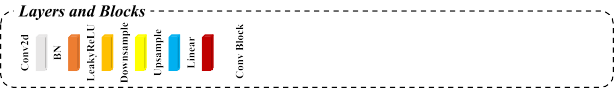 Layers and Blocks
Conv2d
BN
LeakyReLU
Downsample
Upsample
Linear
Conv Block